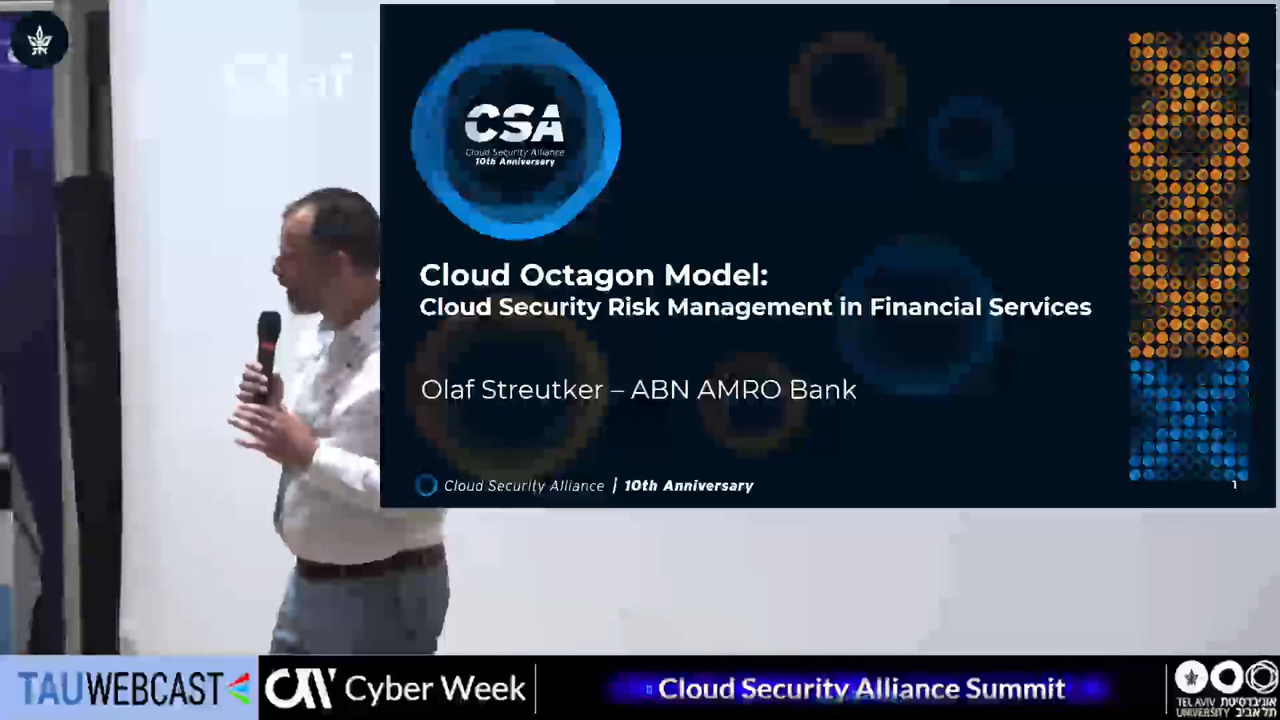 CSA
Cloud Security Alliance
10th Anniversary
Cloud Octagon Model:
Cloud Security Risk Management in Financial Services
Olaf Streutker – ABN AMRO Bank
Cloud Security Alliance | 10th Anniversary
1
Olaf
TAUWEBCAST
Cyber Week
Cloud Security Alliance Summit
TEL AVIV אוניברסיטת
UNIVERSITY תל אביב